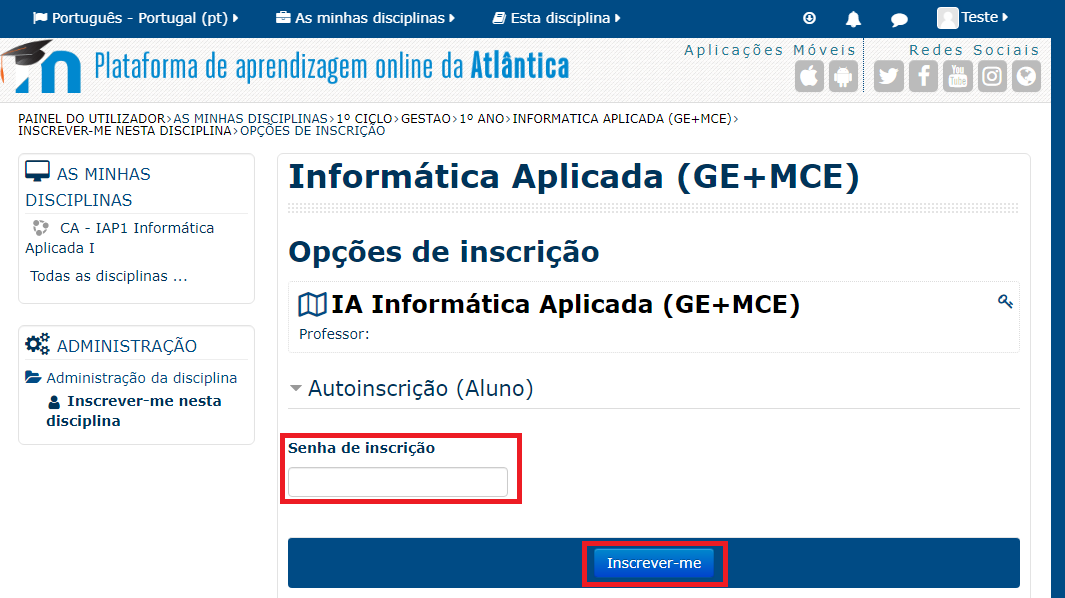 Português - Portugal (pt) As minhas disciplinas Esta disciplina Teste
Plataforma de aprendizagem online da Atlântica
Aplicações Móveis Redes Sociais
You Tube
PAINEL DO UTILIZADOR›AS MINHAS DISCIPLINAS›1º CICLO›GESTAO›1º ANO›INFORMATICA APLICADA (GE+MCE)›
INSCREVER-ME NESTA DISCIPLINA›OPÇÕES DE INSCRIÇÃO
AS MINHAS
DISCIPLINAS
CA - IAP1 Informática
Aplicada I
Todas as disciplinas ...
ADMINISTRAÇÃO
Administração da disciplina
Inscrever-me nesta
disciplina
Informática Aplicada (GE+MCE)
Opções de inscrição
IA Informática Aplicada (GE+MCE)
Professor:
Autoinscrição (Aluno)
Senha de inscrição
Inscrever-me